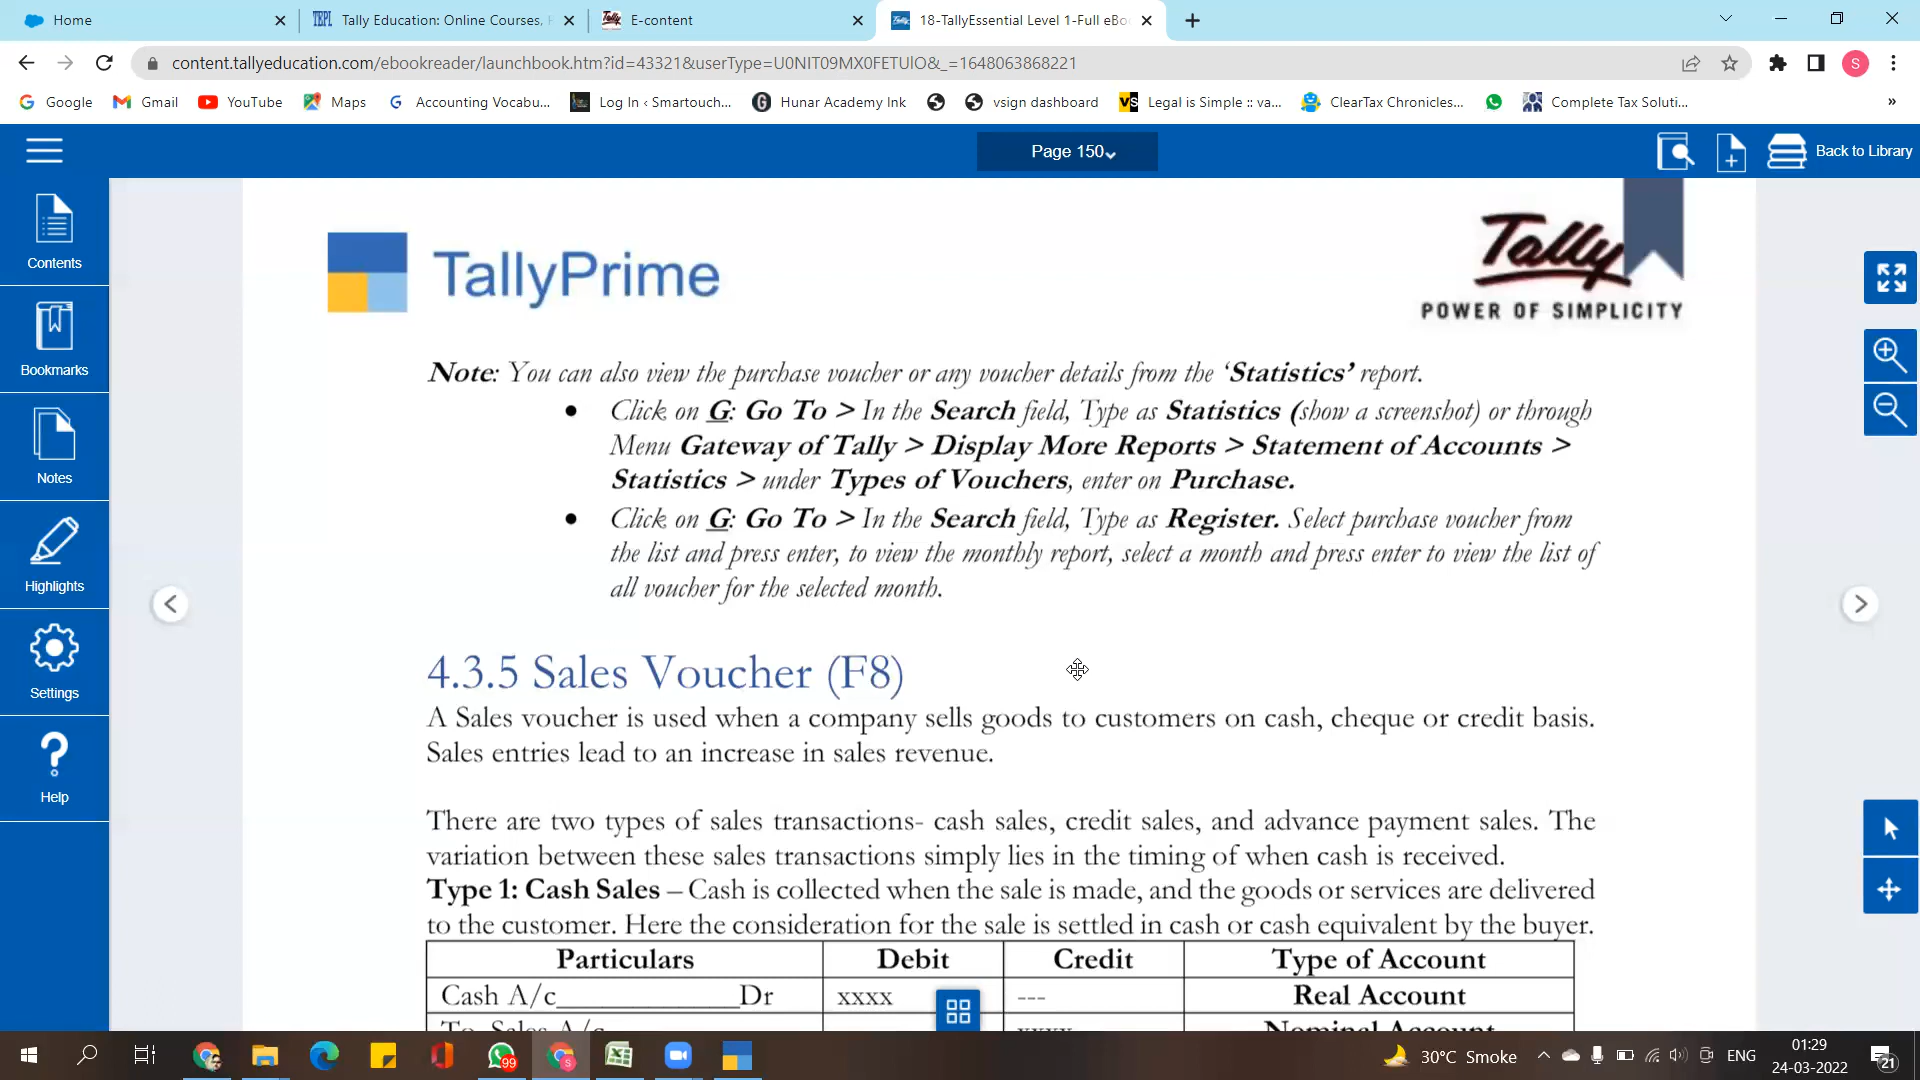 Home
Tally Education: Online Courses,
E-content
18-TallyEssential Level 1-Full eBo
content.tallyeducation.com/ebookreader/launchbook.htm?id=43321&userType=U0NIT09MX0FETUlO&_=1648063868221
S
Google
Gmail
YouTube
Maps
Accounting Vocabu...
Log In ‹ Smartouch...
Hunar Academy Ink
vsign dashboard
Legal is Simple :: va...
ClearTax Chronicles...
Complete Tax Soluti...
»
Page 150
Back to Library
Contents
Bookmarks
Notes
Highlights
Settings
Help
TallyPrime
Tally
POWER OF SIMPLICITY
Note: You can also view the purchase voucher or any voucher details from the ‘Statistics’ report.
• Click on G: Go To > In the Search field, Type as Statistics (show a screenshot) or through
Menu Gateway of Tally > Display More Reports > Statement of Accounts >
Statistics > under Types of Vouchers, enter on Purchase.
• Click on G: Go To > In the Search field, Type as Register. Select purchase voucher from
the list and press enter, to view the monthly report, select a month and press enter to view the list of
all voucher for the selected month.
4.3.5 Sales Voucher (F8)
A Sales voucher is used when a company sells goods to customers on cash, cheque or credit basis.
Sales entries lead to an increase in sales revenue.
There are two types of sales transactions- cash sales, credit sales, and advance payment sales. The
variation between these sales transactions simply lies in the timing of when cash is received.
Type 1: Cash Sales – Cash is collected when the sale is made, and the goods or services are delivered
to the customer. Here the consideration for the sale is settled in cash or cash equivalent by the buyer.
Particulars Debit Credit Type of Account
Cash A/c_____________Dr xxxx --- Real Account
To Sales A/c xxxx Nominal Account
99
S
30°C Smoke
ENG
01:29
24-03-2022
21